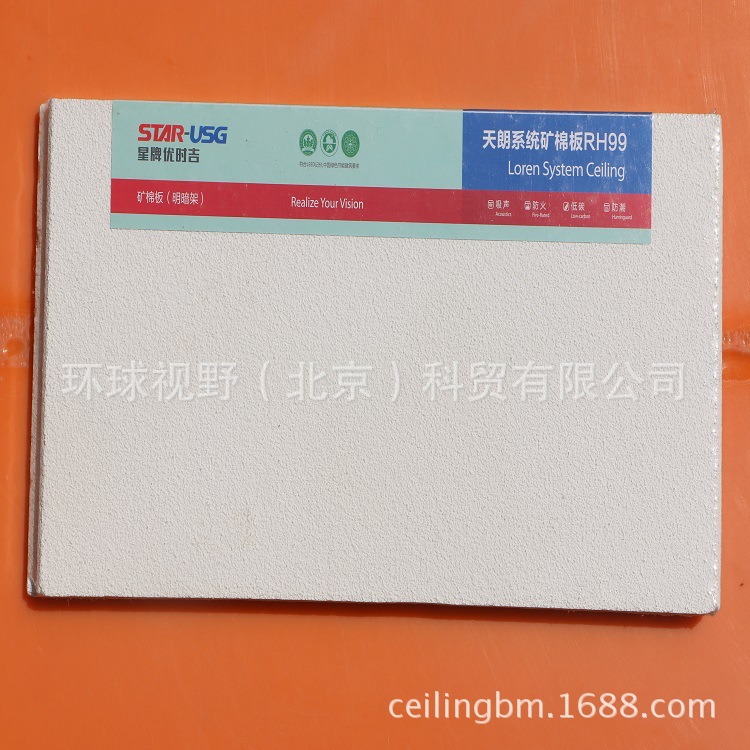 STAR-USG
星牌优时吉
天朗系统矿棉板RH99
Loren System Ceiling
矿棉板（明暗架）
Realize Your Vision
吸声
Acoustics
防火
Fire-Rated
低碳
Low-carbon
防潮
环球视野（北京）科贸有限公司
ceilingbm.1688.com